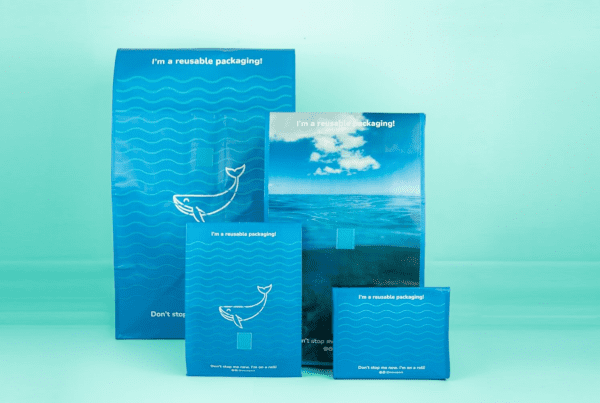 I'm a reusable packaging!
I'm a reusable packaging!
I'm a reusable packaging!
I'm a reusable packaging!
Don't stop
Don't stop me now. I'm on a roll!
Don't stop me now. I'm on a roll!